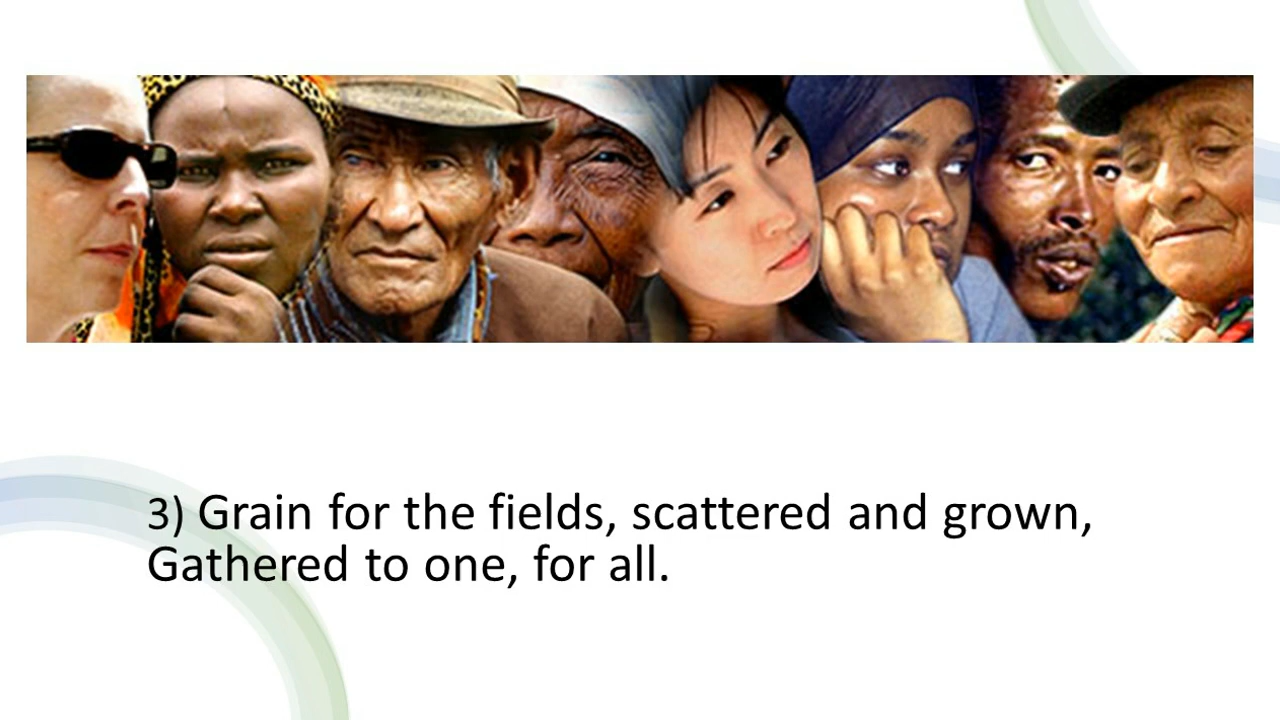 3) Grain for the fields, scattered and grown,
Gathered to one, for all.